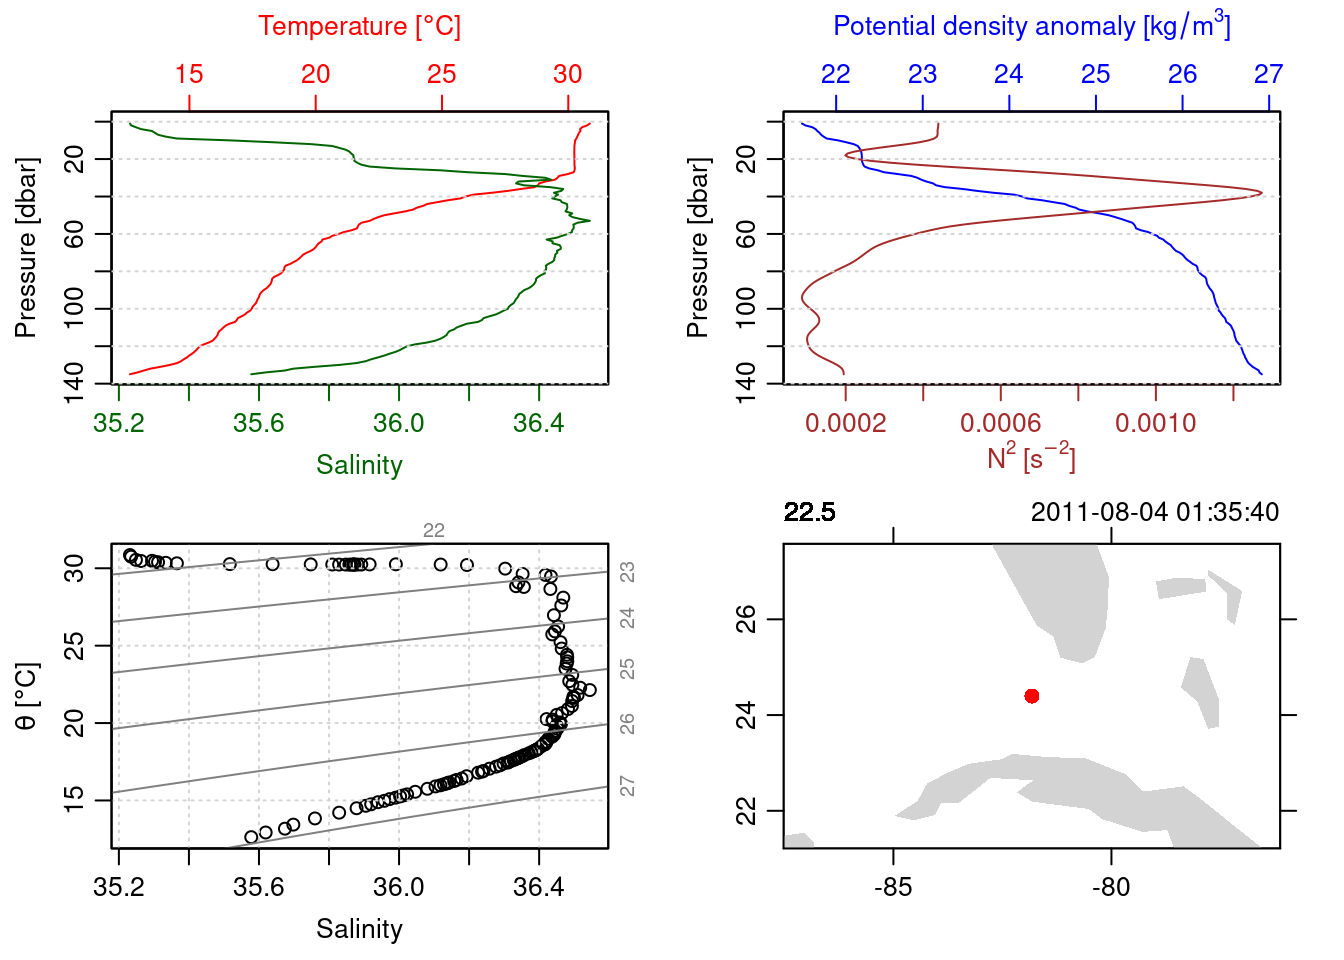 Temperature [°C]
15 20 25 30
Pressure [dbar]
20 60 100 140
35.2 35.6 36.0 36.4
Salinity
Potential density anomaly [kg/m³]
22 23 24 25 26 27
Pressure [dbar]
20 60 100 140
0.0002 0.0006 0.0010
N² [s⁻²]
22
23
24
25
26
27
θ [°C]
15 20 25 30
35.2 35.6 36.0 36.4
Salinity
22.5 2011-08-04 01:35:40
22 24 26
-85 -80